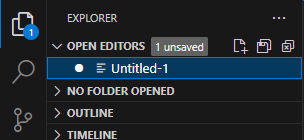 EXPLORER
1
OPEN EDITORS 1 unsaved
Untitled-1
NO FOLDER OPENED
OUTLINE
TIMELINE